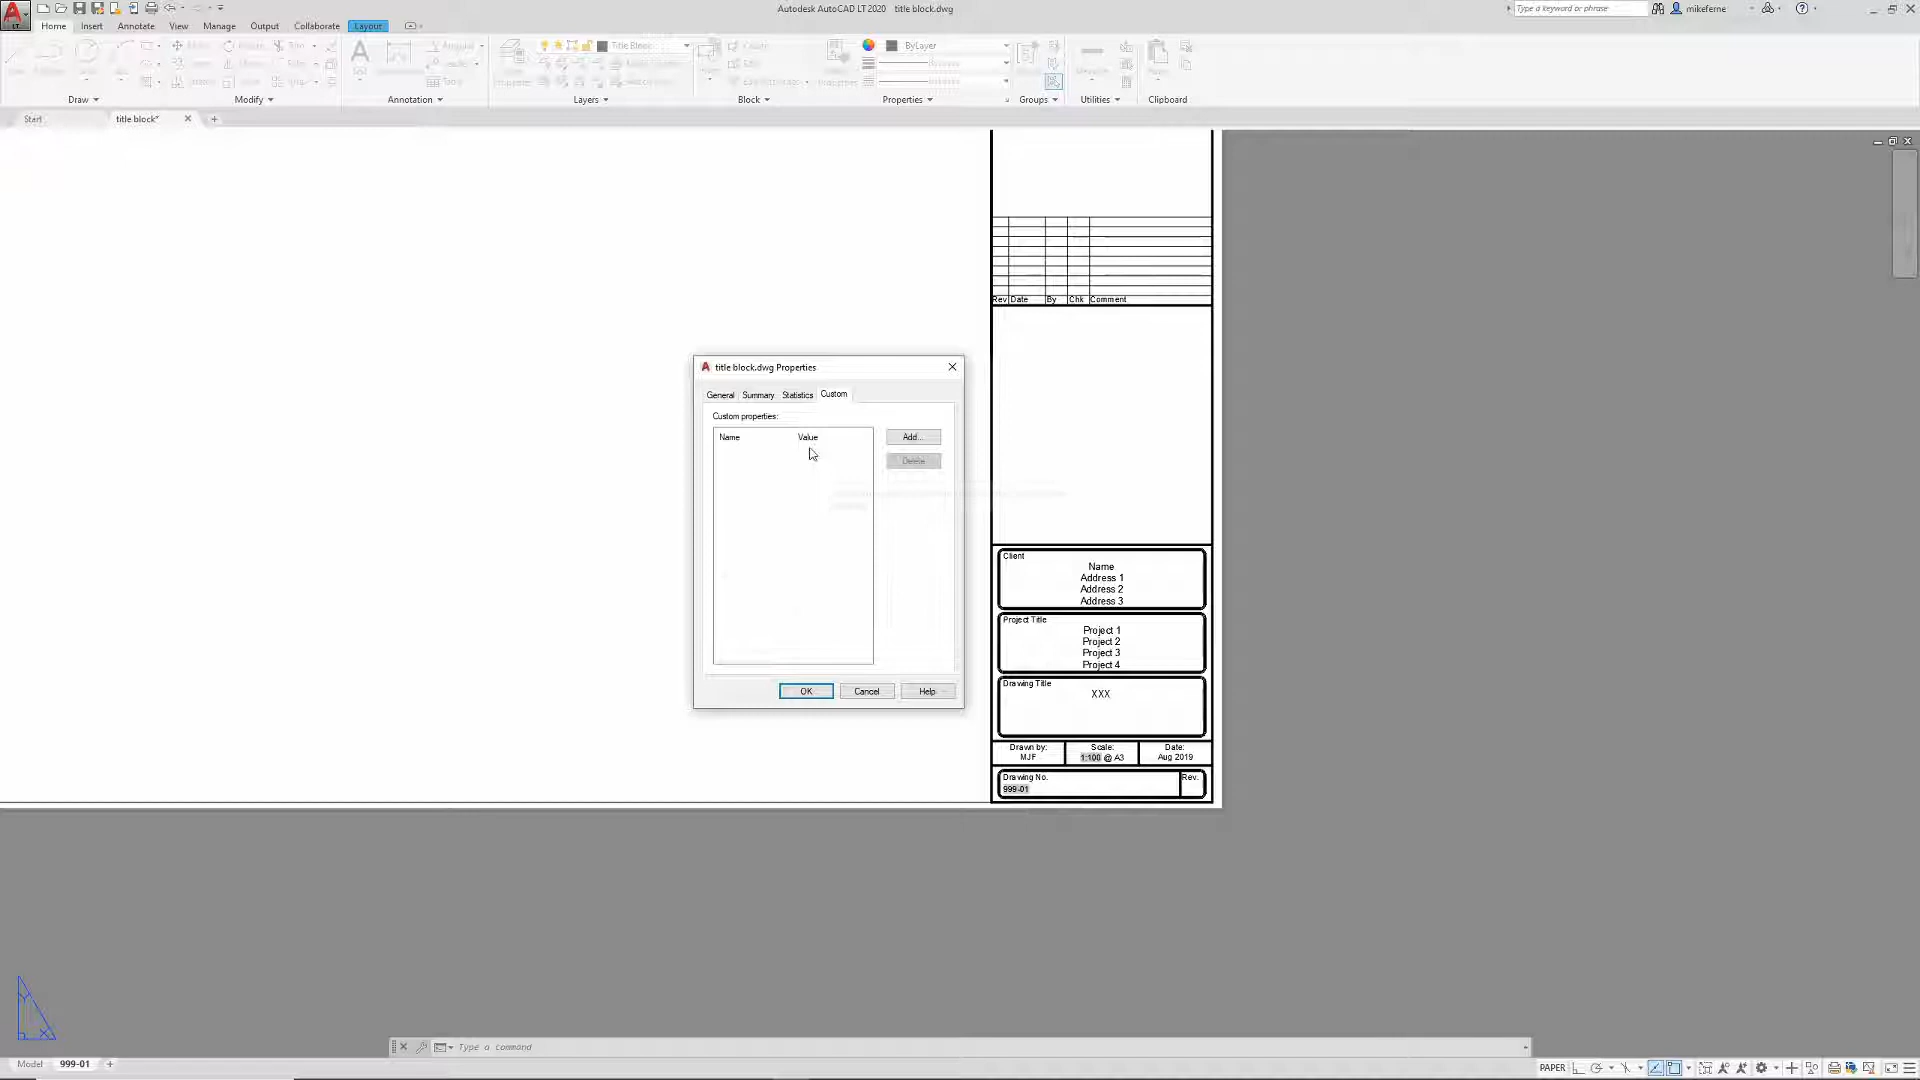 Autodesk AutoCAD LT 2020 title block.dwg
Type a keyword or phrase
mikeferne
LT
Home Insert Annotate View Manage Output Collaborate Layout
Title Block
ByLayer
Draw Modify Annotation Layers Block Properties Groups Utilities Clipboard
Start title block*
Rev Date By Chk Comment
title block.dwg Properties
General Summary Statistics Custom
Custom properties:
Name Value
Add...
Delete
OK Cancel Help
Client
Name
Address 1
Address 2
Address 3
Project Title
Project 1
Project 2
Project 3
Project 4
Drawing Title
XXX
Drawn by: Scale: Date:
MJF 1:100 @ A3 Aug 2019
Drawing No. Rev.
999-01
Y
X
Type a command
Model 999-01
PAPER